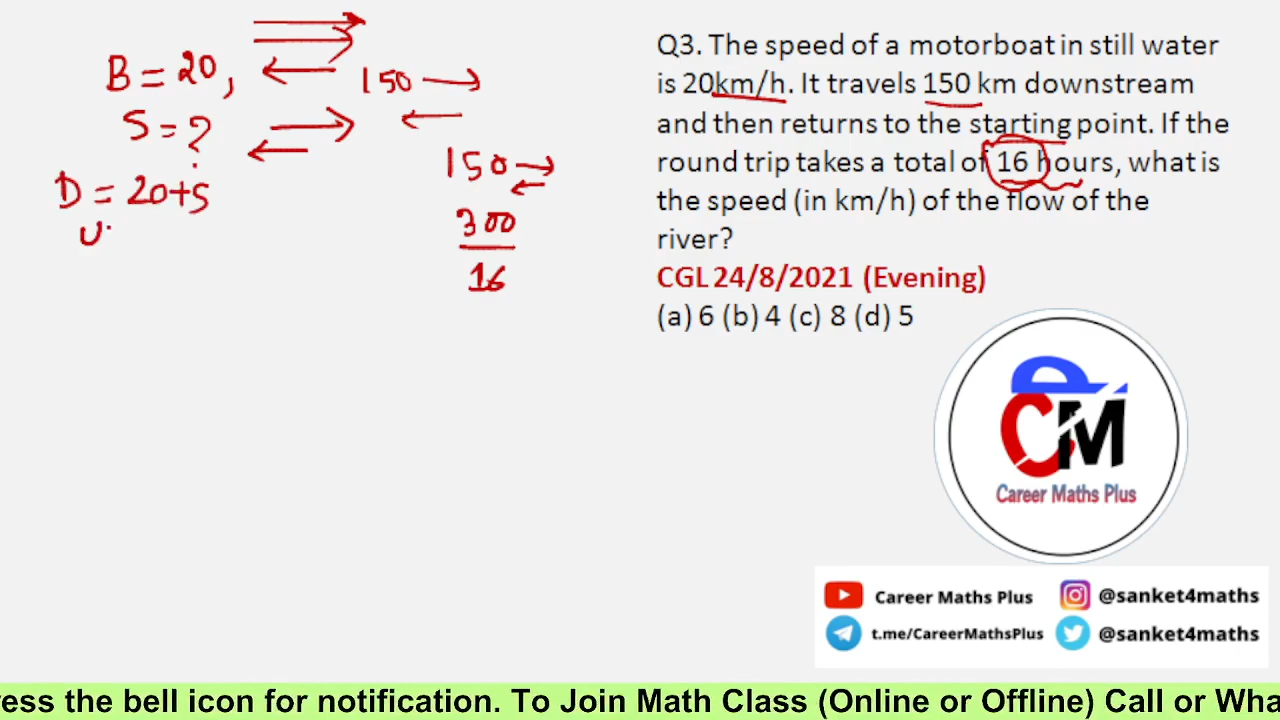 B = 20,
S = ?
D = 20+S
U
150
150
300
16
Q3. The speed of a motorboat in still water
is 20km/h. It travels 150 km downstream
and then returns to the starting point. If the
round trip takes a total of 16 hours, what is
the speed (in km/h) of the flow of the
river?
CGL 24/8/2021 (Evening)
(a) 6 (b) 4 (c) 8 (d) 5
CM
Career Maths Plus
Career Maths Plus @sanket4maths
t.me/CareerMathsPlus @sanket4maths
ess the bell icon for notification. To Join Math Class (Online or Offline) Call or Wha